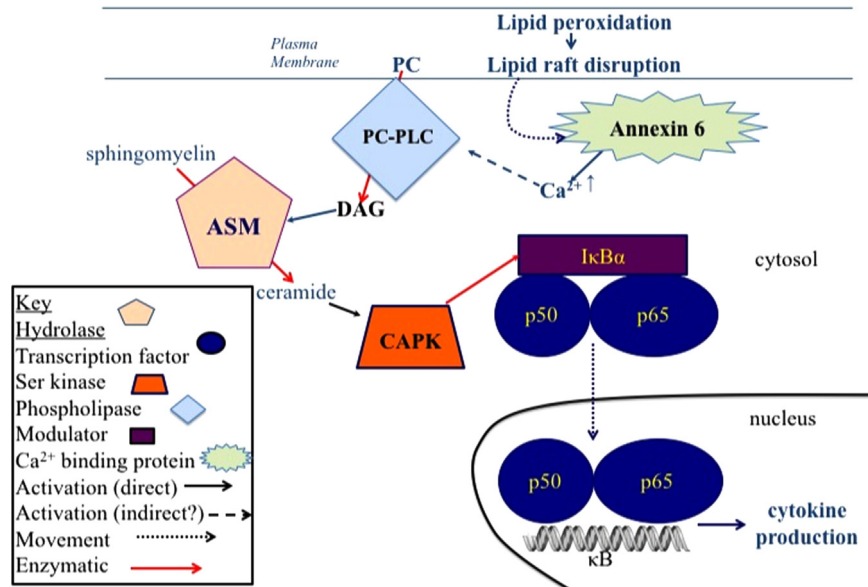 Lipid peroxidation
Plasma
Membrane
PC
Lipid raft disruption
PC-PLC
Annexin 6
sphingomyelin
Ca²⁺ ↑
DAG
ASM
IκBα
cytosol
ceramide
p50
p65
CAPK
Key
Hydrolase
Transcription factor
Ser kinase
Phospholipase
Modulator
Ca²⁺ binding protein
Activation (direct)
Activation (indirect?)
Movement
Enzymatic
nucleus
p50
p65
cytokine
production
κB